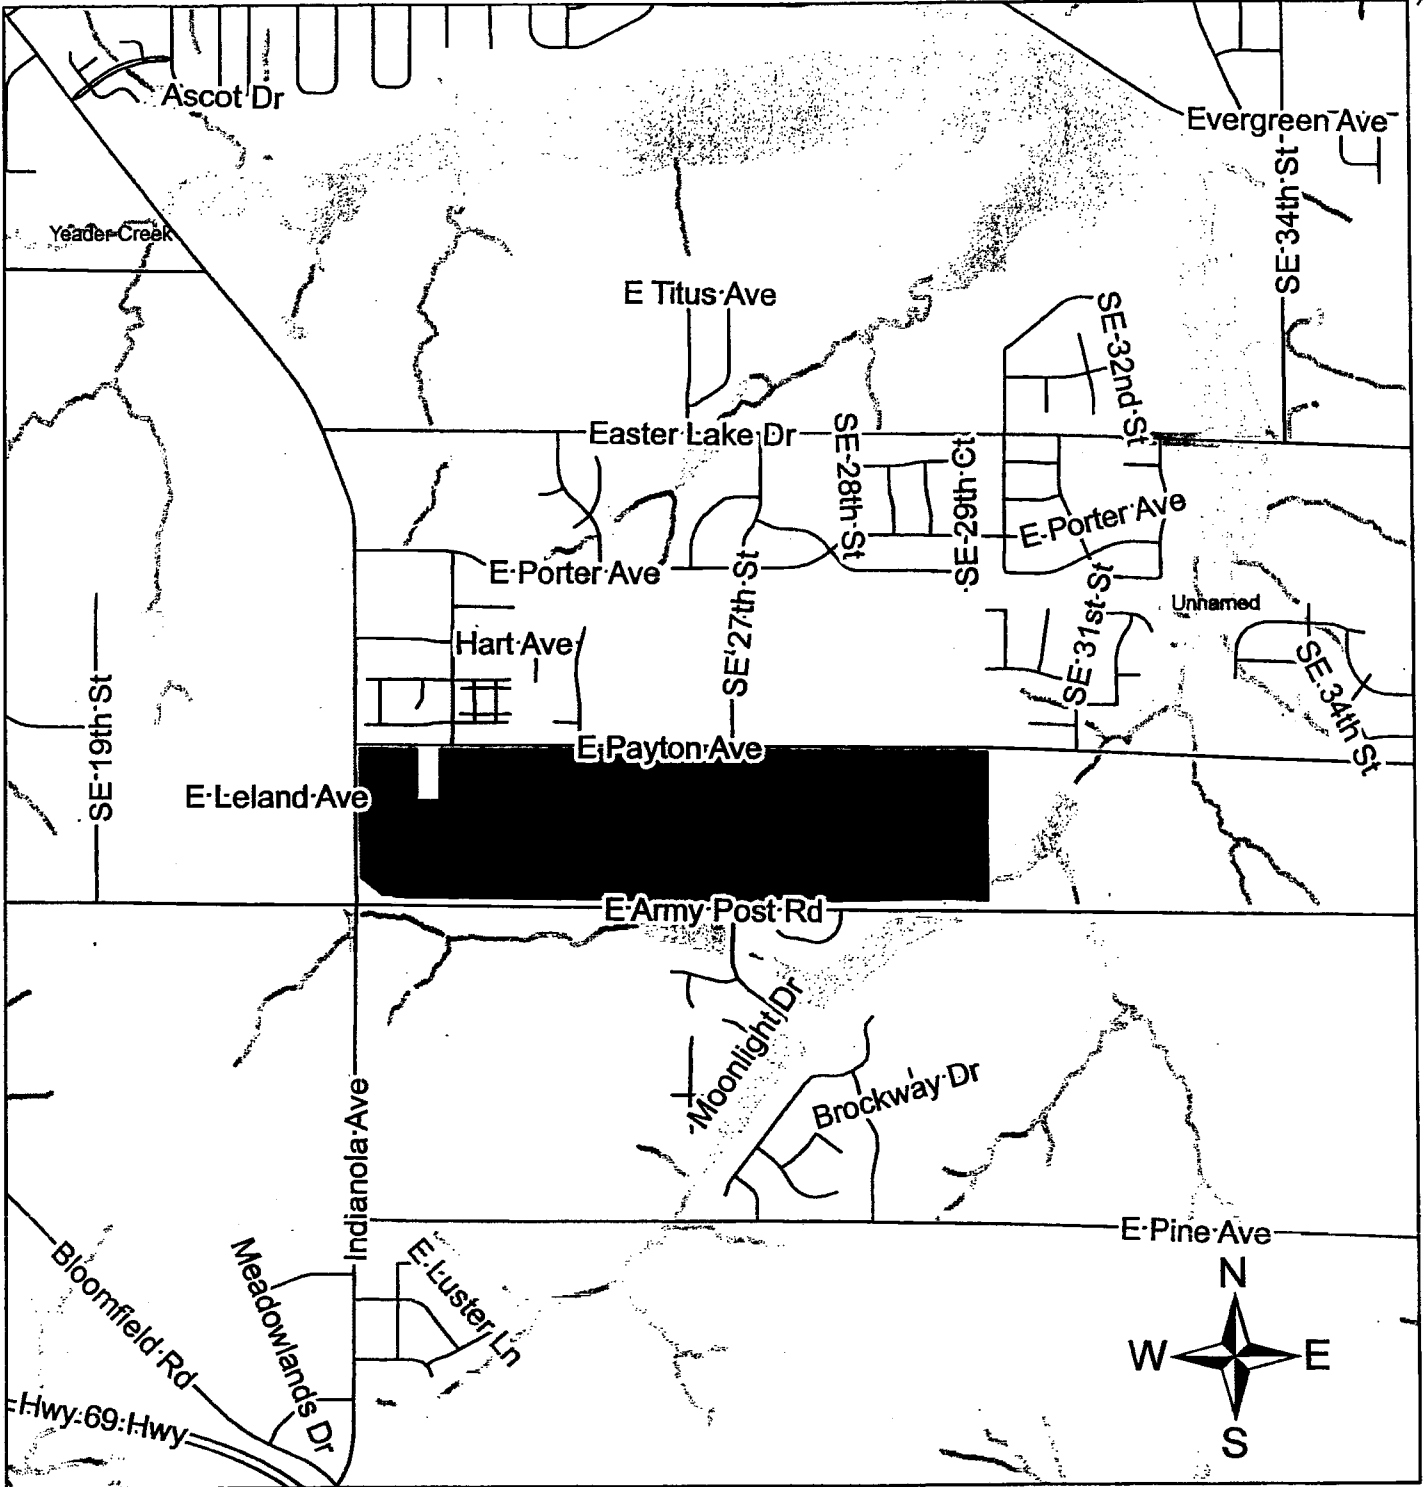 Ascot Dr
Evergreen Ave
SE 34th St
Yeader Creek
E Titus Ave
SE 32nd St
Easter Lake Dr
SE 28th St
SE 29th Ct
E Porter Ave
E Porter Ave
SE 27th St
SE 31st St
Unnamed
Hart Ave
SE 34th St
SE 19th St
E Payton Ave
E Leland Ave
E Army Post Rd
Moonlight Dr
Brockway Dr
Indianola Ave
E Pine Ave
Bloomfield Rd
Meadowlands Dr
E Luster Ln
Hwy 69 Hwy
N
W E
S